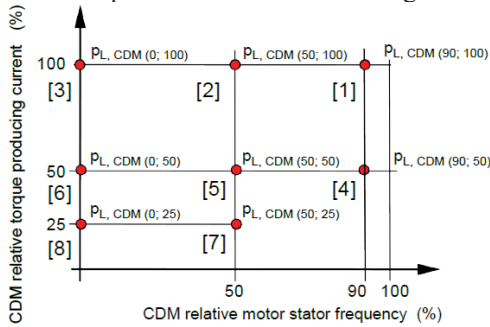 CDM relative torque producing current (%)
100
PL, CDM (0; 100)
PL, CDM (50; 100)
PL, CDM (90; 100)
[3]
[2]
[1]
50
PL, CDM (0; 50)
PL, CDM (50; 50)
PL, CDM (90; 50)
[6]
[5]
[4]
25
PL, CDM (0; 25)
PL, CDM (50; 25)
[8]
[7]
50
90
100
CDM relative motor stator frequency (%)